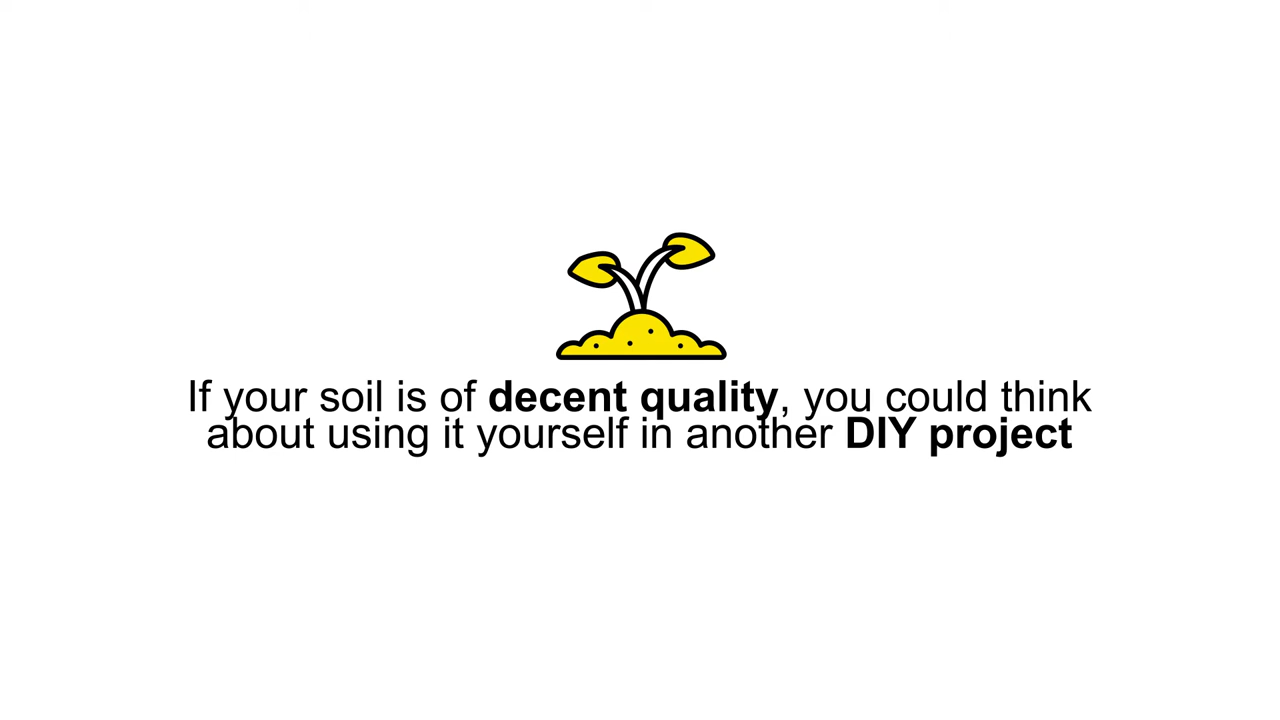 If your soil is of decent quality, you could think
about using it yourself in another DIY project